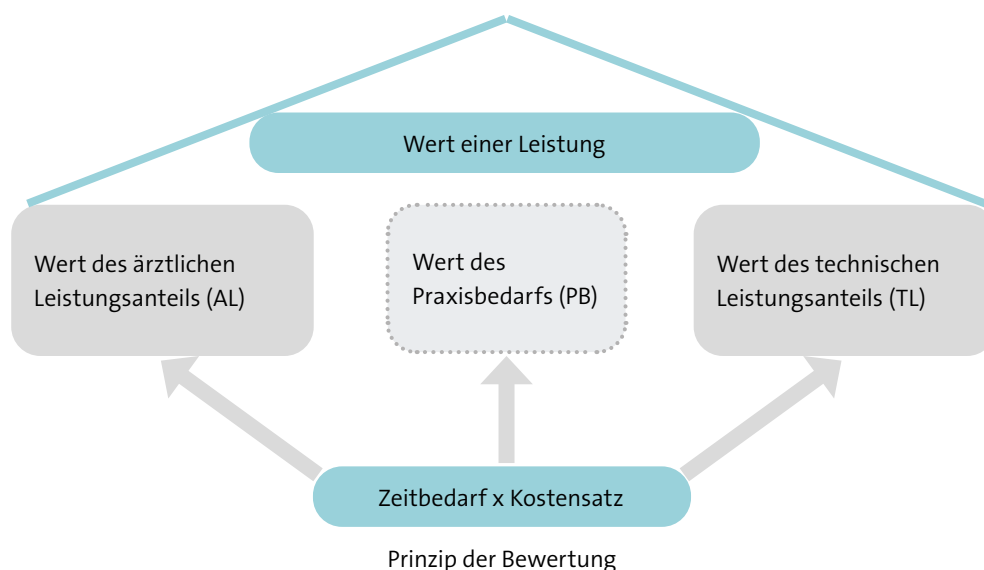 Wert einer Leistung
Wert des ärztlichen
Leistungsanteils (AL)
Wert des
Praxisbedarfs (PB)
Wert des technischen
Leistungsanteils (TL)
Zeitbedarf x Kostensatz
Prinzip der Bewertung